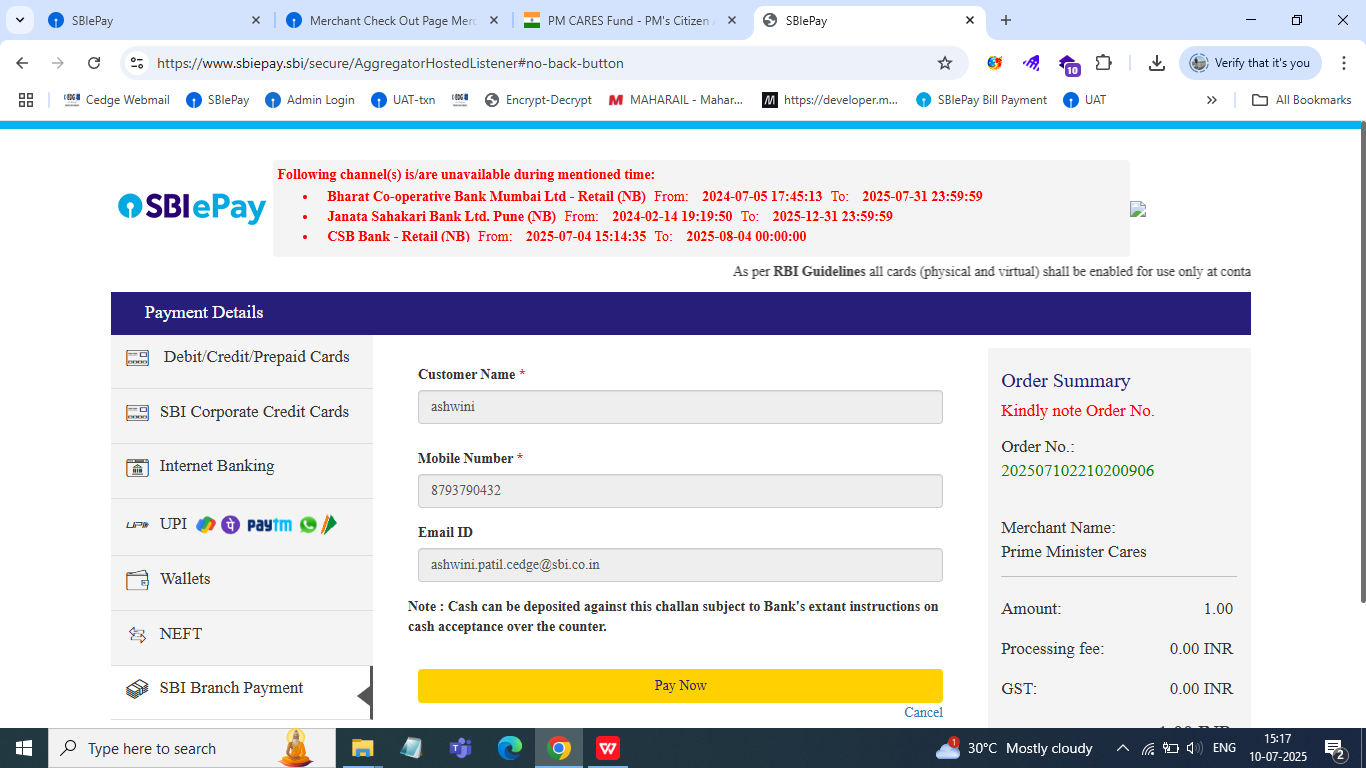 SBIePay
Merchant Check Out Page Merc
PM CARES Fund - PM's Citizen
SBIePay
https://www.sbiepay.sbi/secure/AggregatorHostedListener#no-back-button
10
Verify that it's you
Cedge Webmail
SBIePay
Admin Login
UAT-txn
Encrypt-Decrypt
MAHARAIL - Mahar...
https://developer.m...
SBIePay Bill Payment
UAT
All Bookmarks
SBIePay
Following channel(s) is/are unavailable during mentioned time:
Bharat Co-operative Bank Mumbai Ltd - Retail (NB) From: 2024-07-05 17:45:13 To: 2025-07-31 23:59:59
Janata Sahakari Bank Ltd. Pune (NB) From: 2024-02-14 19:19:50 To: 2025-12-31 23:59:59
CSB Bank - Retail (NB) From: 2025-07-04 15:14:35 To: 2025-08-04 00:00:00
As per RBI Guidelines all cards (physical and virtual) shall be enabled for use only at conta
Payment Details
Debit/Credit/Prepaid Cards
SBI Corporate Credit Cards
Internet Banking
UPI UPI पे paytm
Wallets
NEFT
SBI Branch Payment
Customer Name *
ashwini
Mobile Number *
8793790432
Email ID
ashwini.patil.cedge@sbi.co.in
Note : Cash can be deposited against this challan subject to Bank's extant instructions on
cash acceptance over the counter.
Pay Now
Cancel
Order Summary
Kindly note Order No.
Order No.:
202507102210200906
Merchant Name:
Prime Minister Cares
Amount: 1.00
Processing fee: 0.00 INR
GST: 0.00 INR
Type here to search
1
30°C Mostly cloudy
ENG
15:17
10-07-2025
2